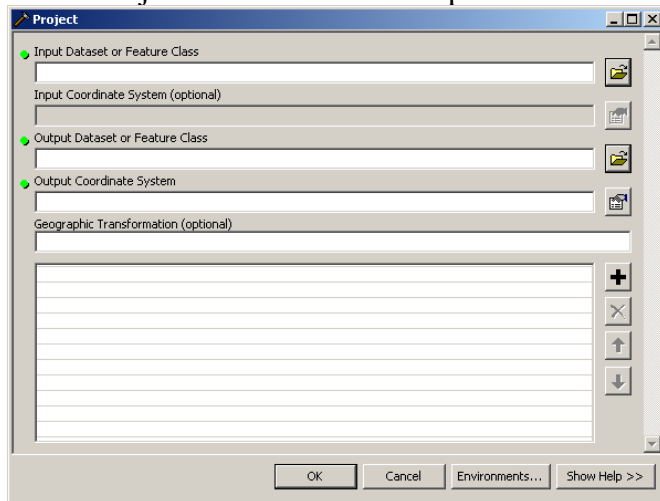 Project
Input Dataset or Feature Class
Input Coordinate System (optional)
Output Dataset or Feature Class
Output Coordinate System
Geographic Transformation (optional)
OK Cancel Environments... Show Help >>